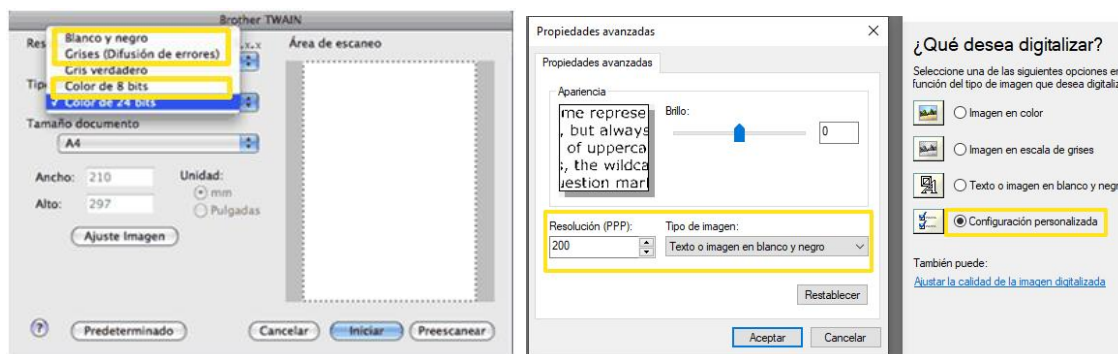 Brother TWAIN
Blanco y negro
Grises (Difusión de errores)
Gris verdadero
Color de 8 bits
Color de 24 bits
Res
x.x
Tip
Área de escaneo
Tamaño documento
A4
Ancho: 210
Unidad:
mm
Alto: 297
Pulgadas
Ajuste Imagen
? Predeterminado Cancelar Iniciar Preescanear
Propiedades avanzadas
Propiedades avanzadas
Apariencia
me represe
, but always
of upperca
;, the wildca
uestion mark
Brillo:
0
Resolución (PPP): Tipo de imagen:
200 Texto o imagen en blanco y negro
Restablecer
Aceptar Cancelar
¿Qué desea digitalizar?
Seleccione una de las siguientes opciones en
función del tipo de imagen que desea digitaliz
Imagen en color
Imagen en escala de grises
Texto o imagen en blanco y negr
Configuración personalizada
También puede:
Ajustar la calidad de la imagen digitalizada